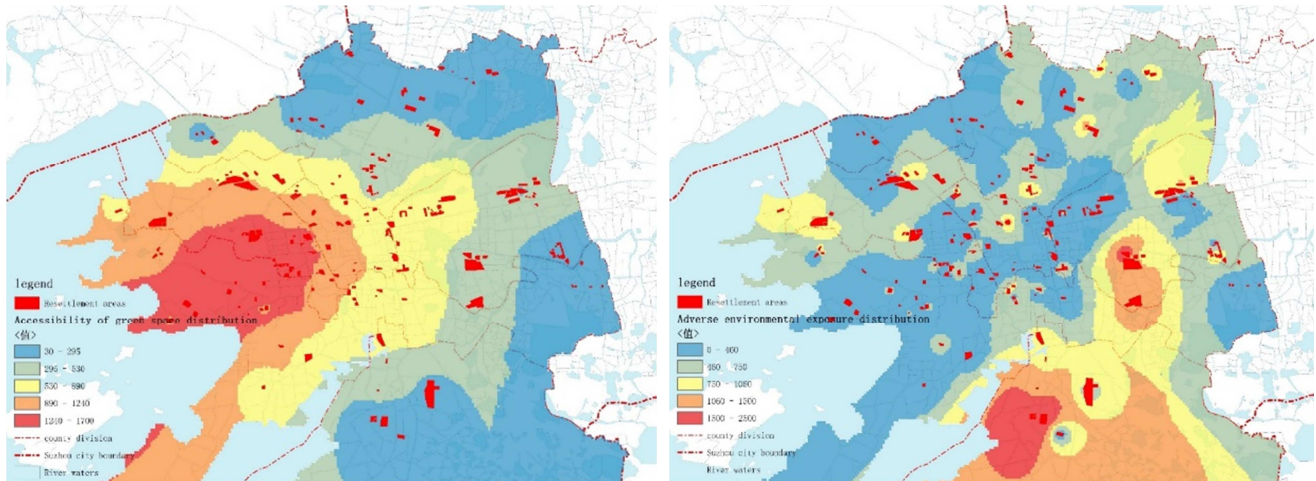 legend
Resettlement areas
Accessibility of green space distribution
<值>
30 - 295
295 - 530
530 - 890
890 - 1240
1240 - 1700
county division
Suzhou city boundary
River waters
legend
Resettlement areas
Adverse environmental exposure distribution
<值>
0 - 460
460 - 750
750 - 1060
1060 - 1500
1500 - 2500
county division
Suzhou city boundary
River waters